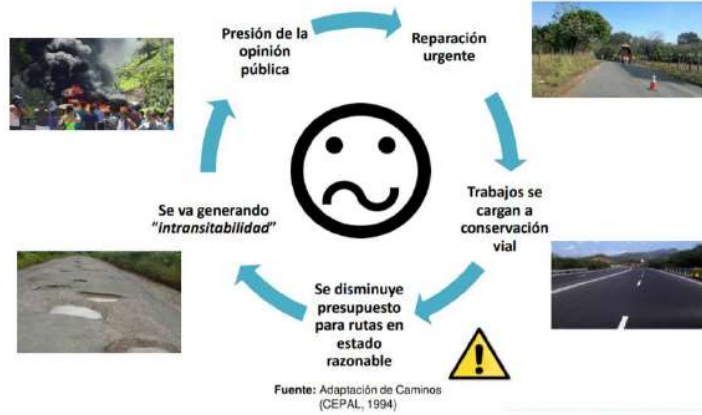 Presión de la
opinión
pública
Reparación
urgente
Trabajos se
cargan a
conservación
vial
Se disminuye
presupuesto
para rutas en
estado
razonable
Se va generando
“intransitabilidad”
Fuente: Adaptación de Caminos
(CEPAL, 1994)